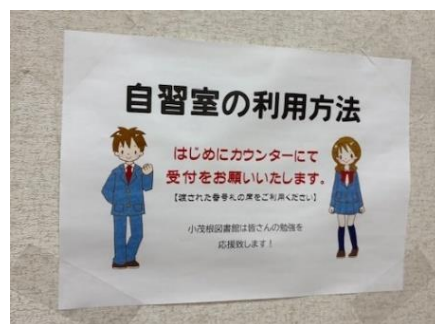 自習室の利用方法
はじめにカウンターにて
受付をお願いいたします。
【渡された番号札の席をご利用ください】
小茂根図書館は皆さんの勉強を
応援致します！